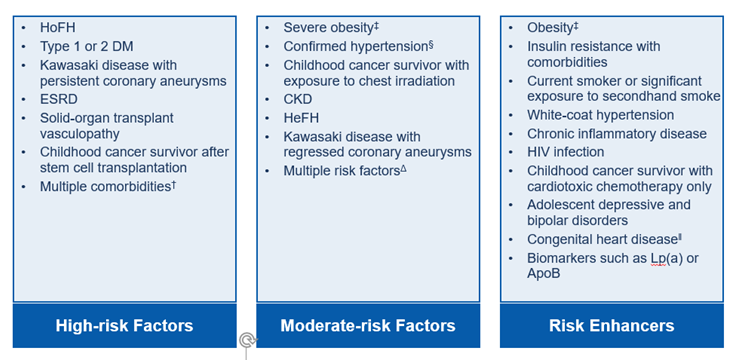 HoFH
Type 1 or 2 DM
Kawasaki disease with
persistent coronary aneurysms
ESRD
Solid-organ transplant
vasculopathy
Childhood cancer survivor after
stem cell transplantation
Multiple comorbidities†
High-risk Factors
Severe obesity‡
Confirmed hypertension§
Childhood cancer survivor with
exposure to chest irradiation
CKD
HeFH
Kawasaki disease with
regressed coronary aneurysms
Multiple risk factorsΔ
Moderate-risk Factors
Obesity‡
Insulin resistance with
comorbidities
Current smoker or significant
exposure to secondhand smoke
White-coat hypertension
Chronic inflammatory disease
HIV infection
Childhood cancer survivor with
cardiotoxic chemotherapy only
Adolescent depressive and
bipolar disorders
Congenital heart disease‖
Biomarkers such as Lp(a) or
ApoB
Risk Enhancers